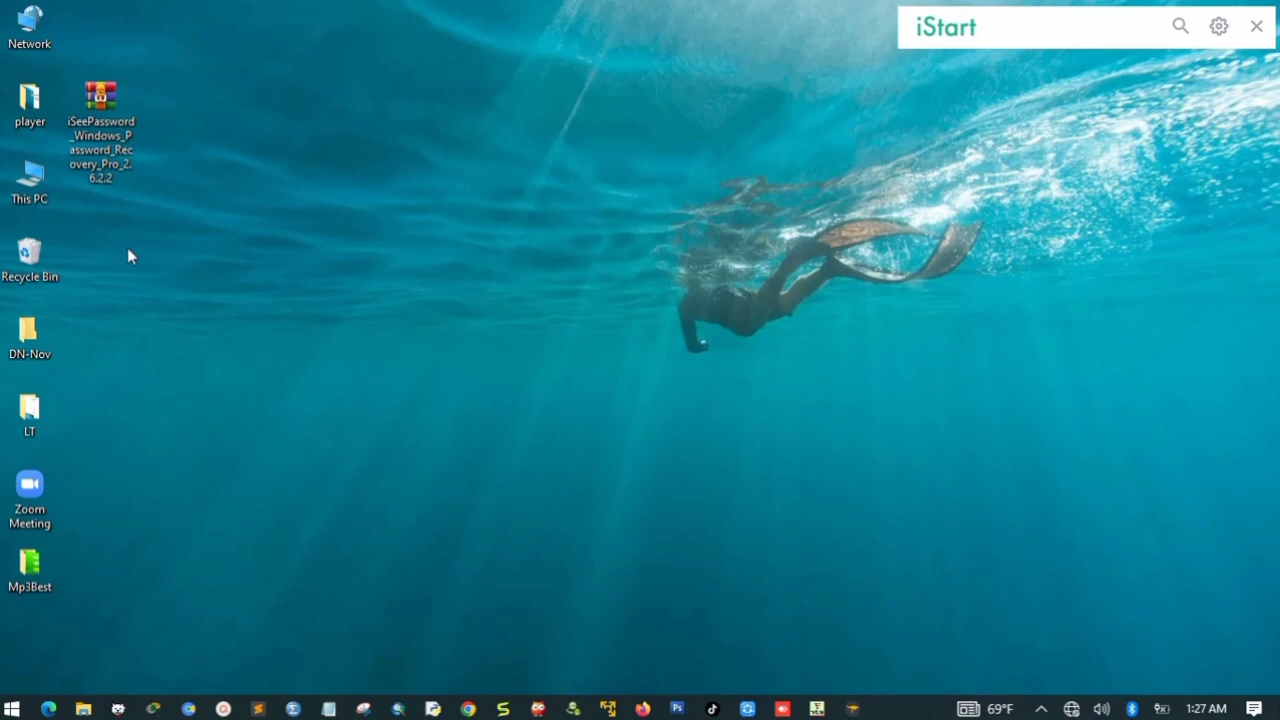 Network
iStart
player
iSeePassword
_Windows_P
assword_Rec
overy_Pro_2.
6.2.2
This PC
Recycle Bin
DN-Nov
LT
Zoom
Meeting
Mp3Best
69°F
1:27 AM